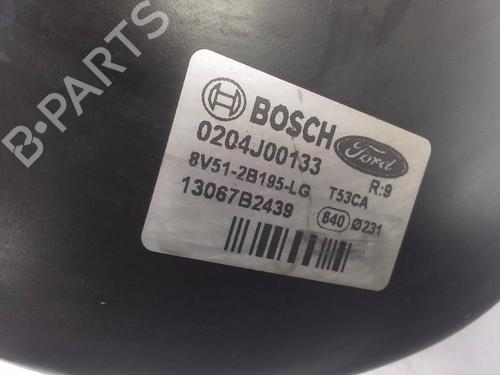 BOSCH
0204J00133
Ford
8V51-2B195-LG T53CA R:9
13067B2439 640 Ø231
B-PARTS